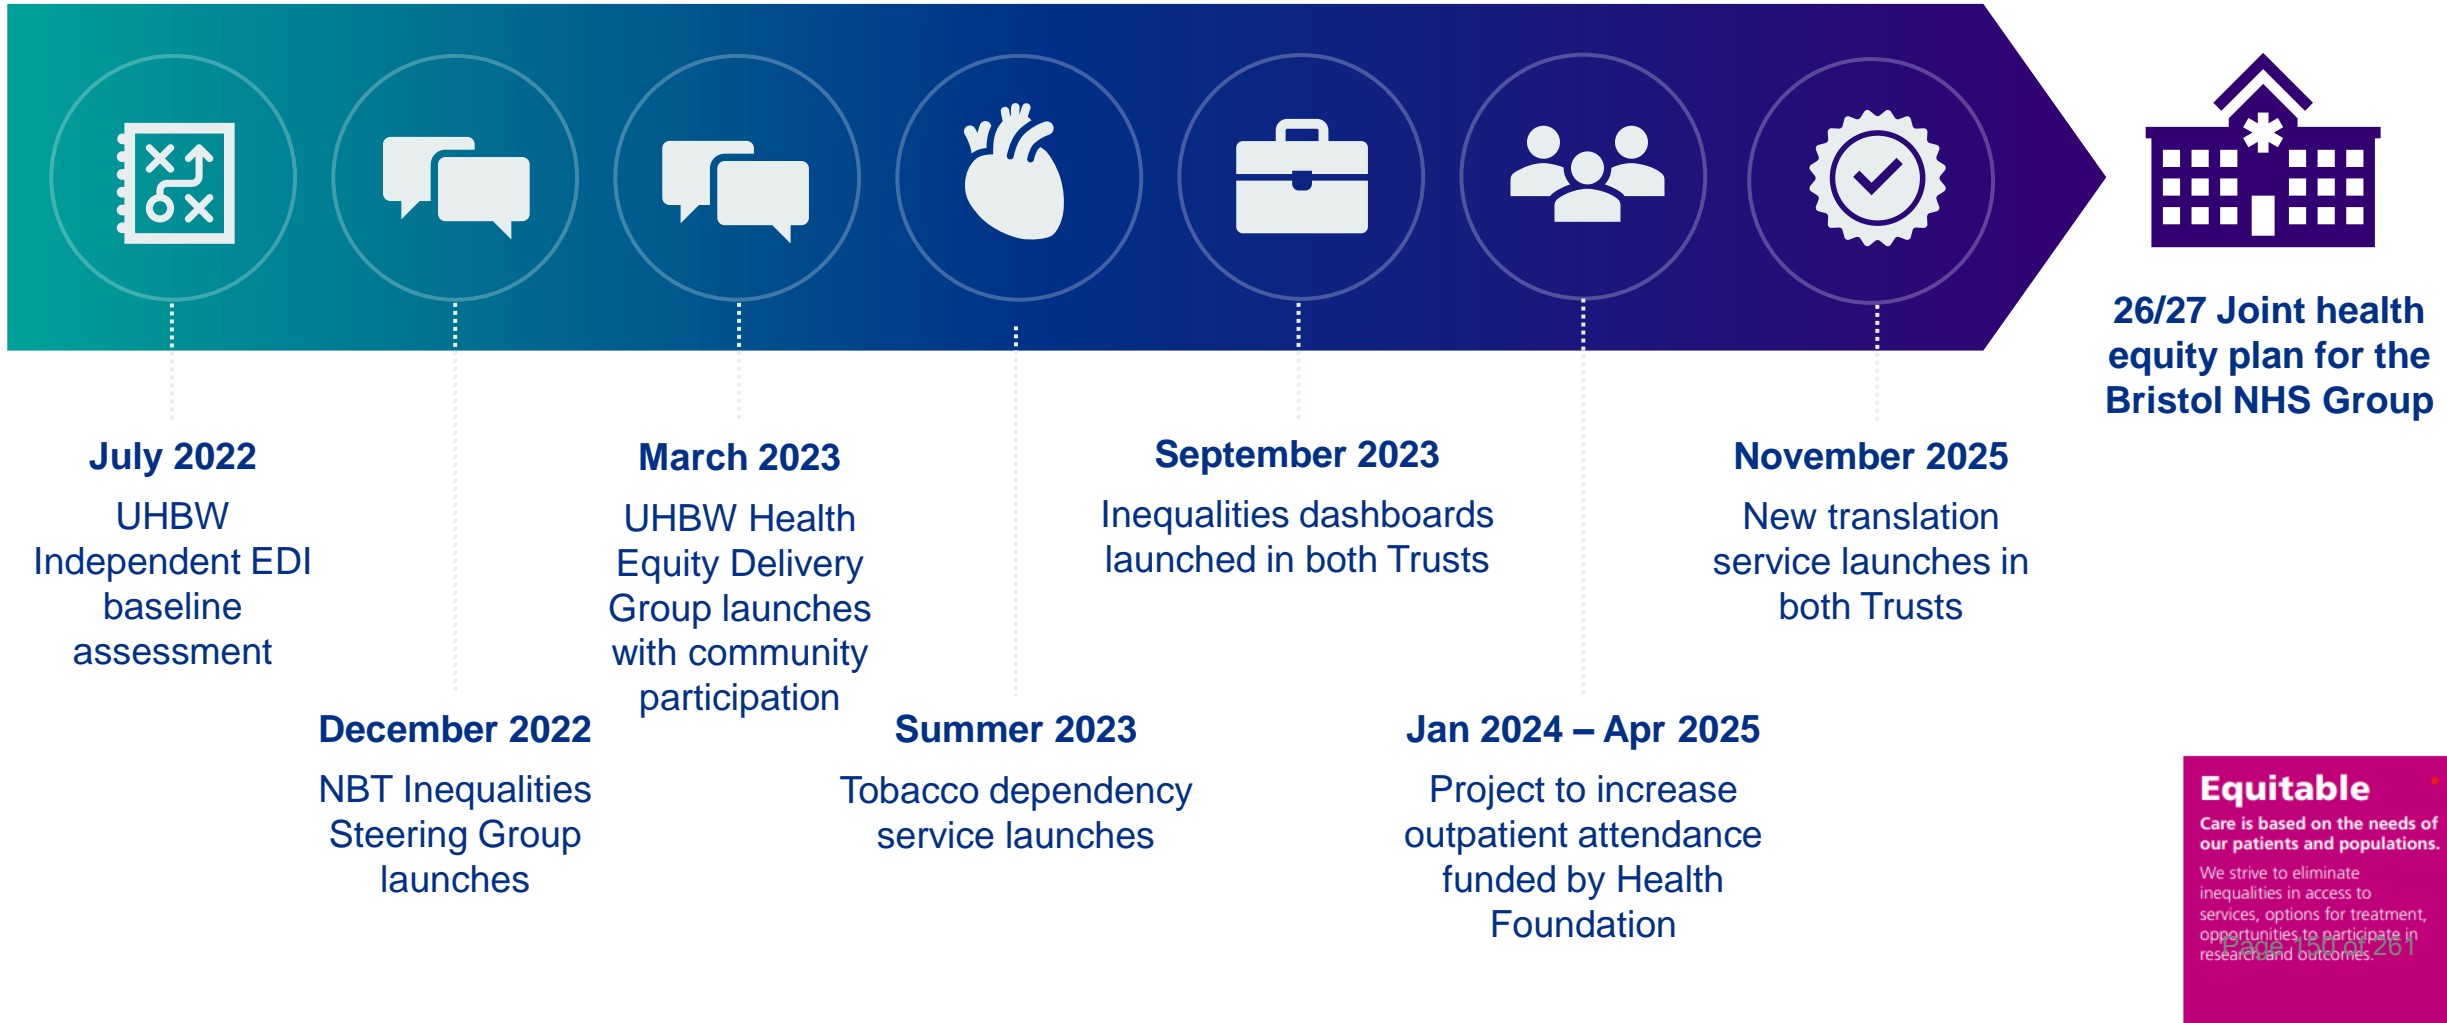 July 2022
UHBW
Independent EDI
baseline
assessment
December 2022
NBT Inequalities
Steering Group
launches
March 2023
UHBW Health
Equity Delivery
Group launches
with community
participation
Summer 2023
Tobacco dependency
service launches
September 2023
Inequalities dashboards
launched in both Trusts
Jan 2024 – Apr 2025
Project to increase
outpatient attendance
funded by Health
Foundation
November 2025
New translation
service launches in
both Trusts
26/27 Joint health
equity plan for the
Bristol NHS Group
Equitable
Care is based on the needs of
our patients and populations.
We strive to eliminate
inequalities in access to
services, options for treatment,
opportunities to participate in
research and outcomes.
Page 150 of 261